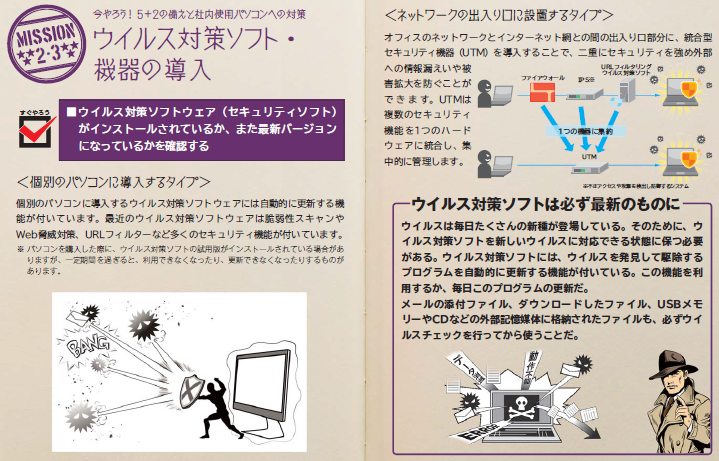 MISSION
2-3
今やろう！5+2の備えと社内使用パソコンへの対策
ウイルス対策ソフト・
機器の導入
すぐやろう
■ウイルス対策ソフトウェア（セキュリティソフト）
がインストールされているか、また最新バージョン
になっているかを確認する
＜個別のパソコンに導入するタイプ＞
個別のパソコンに導入するウイルス対策ソフトウェアには自動的に更新する機
能が付いています。最近のウイルス対策ソフトウェアは脆弱性スキャンや
Web脅威対策、URLフィルターなど多くのセキュリティ機能が付いています。
※ パソコンを購入した際に、ウイルス対策ソフトの試用版がインストールされている場合があ
りますが、一定期間を過ぎると、利用できなくなったり、更新できなくなったりするものが
あります。
BANG
＜ネットワークの出入り口に設置するタイプ＞
オフィスのネットワークとインターネット網との間の出入り口部分に、統合型
セキュリティ機器（UTM）を導入することで、二重にセキュリティを強め外部
への情報漏えいや被
害拡大を防ぐことが
できます。UTMは
複数のセキュリティ
機能を1つのハード
ウェアに統合し、集
中的に管理します。
ファイアウォール
IPS※
URLフィルタリング
ウイルス対策ソフト
1つの機器に集約
UTM
※不正アクセスや攻撃を検出し防御するシステム
ウイルス対策ソフトは必ず最新のものに
ウイルスは毎日たくさんの新種が登場している。そのために、ウ
イルス対策ソフトを新しいウイルスに対応できる状態に保つ必要
がある。ウイルス対策ソフトには、ウイルスを発見して駆除する
プログラムを自動的に更新する機能が付いている。この機能を利
用するか、毎日このプログラムの更新だ。
メールの添付ファイル、ダウンロードしたファイル、USBメモ
リーやCDなどの外部記憶媒体に格納されたファイルも、必ずウイ
ルスチェックを行ってから使うことだ。
動作不調
ERROR